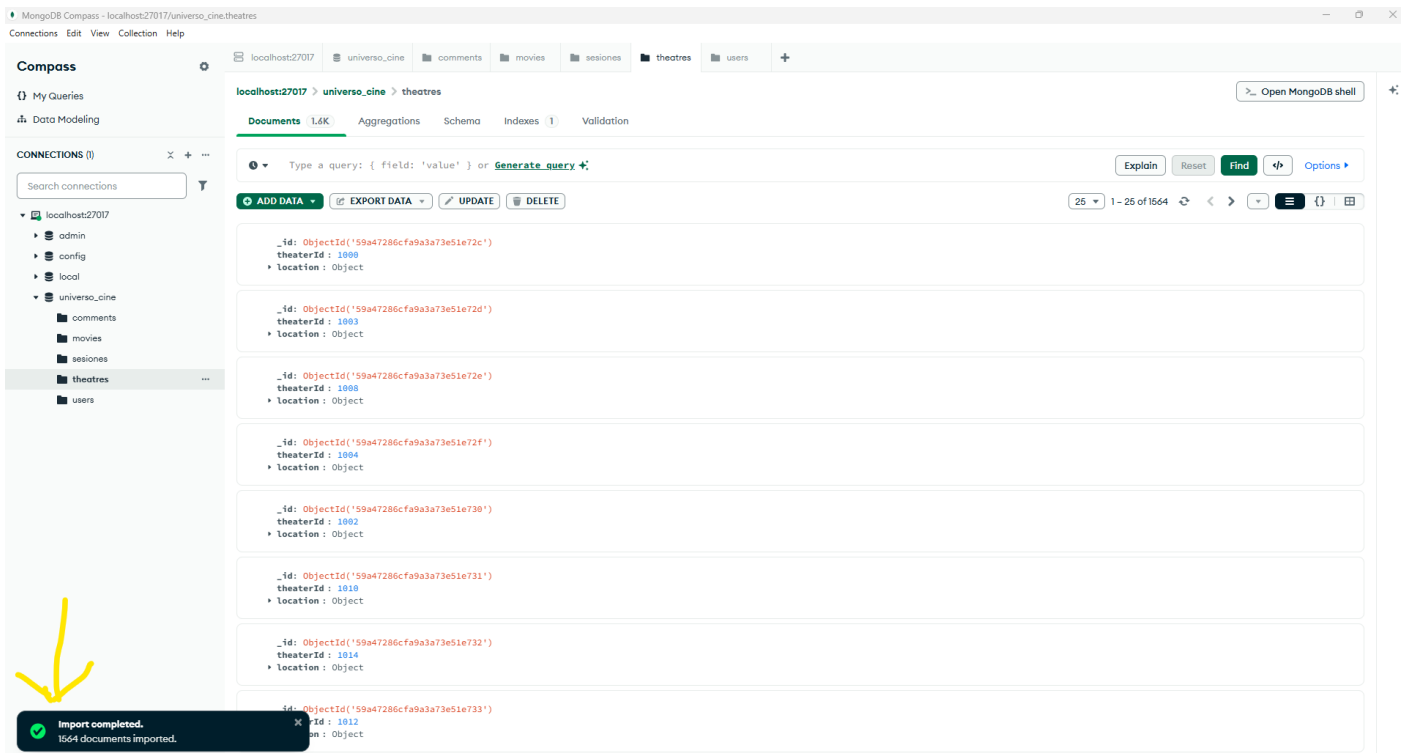 MongoDB Compass - localhost:27017/universo_cine.theatres
Connections Edit View Collection Help
Compass
My Queries
Data Modeling
CONNECTIONS (1)
Search connections
localhost:27017
admin
config
local
universo_cine
comments
movies
sesiones
theatres
users
localhost:27017 universo_cine comments movies sesiones theatres users
localhost:27017 > universo_cine > theatres
>_ Open MongoDB shell
Documents 1.6K Aggregations Schema Indexes 1 Validation
Type a query: { field: 'value' } or Generate query
Explain Reset Find </> Options
ADD DATA EXPORT DATA UPDATE DELETE
25 1 – 25 of 1564
_id: ObjectId('59a47286cfa9a3a73e51e72c')
theaterId : 1000
location : Object
_id: ObjectId('59a47286cfa9a3a73e51e72d')
theaterId : 1003
location : Object
_id: ObjectId('59a47286cfa9a3a73e51e72e')
theaterId : 1008
location : Object
_id: ObjectId('59a47286cfa9a3a73e51e72f')
theaterId : 1004
location : Object
_id: ObjectId('59a47286cfa9a3a73e51e730')
theaterId : 1002
location : Object
_id: ObjectId('59a47286cfa9a3a73e51e731')
theaterId : 1010
location : Object
_id: ObjectId('59a47286cfa9a3a73e51e732')
theaterId : 1014
location : Object
_id: ObjectId('59a47286cfa9a3a73e51e733')
rId : 1012
on : Object
Import completed.
1564 documents imported.